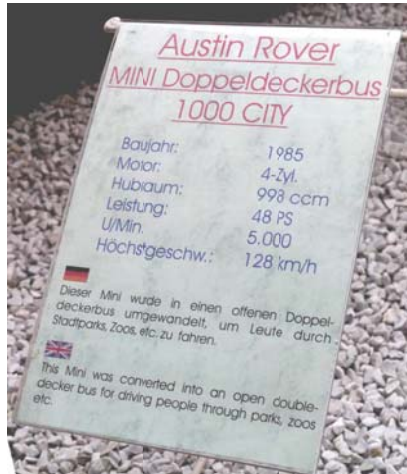 Austin Rover
MINI Doppeldeckerbus
1000 CITY
Baujahr: 1985
Motor: 4-Zyl.
Hubraum: 998 ccm
Leistung: 48 PS
U/Min. 5.000
Höchstgeschw.: 128 km/h
Dieser Mini wurde in einen offenen Doppel-
deckerbus umgewandelt, um Leute durch
Stadtparks, Zoos, etc. zu fahren.
This Mini was converted into an open double-
decker bus for driving people through parks, zoos
etc.